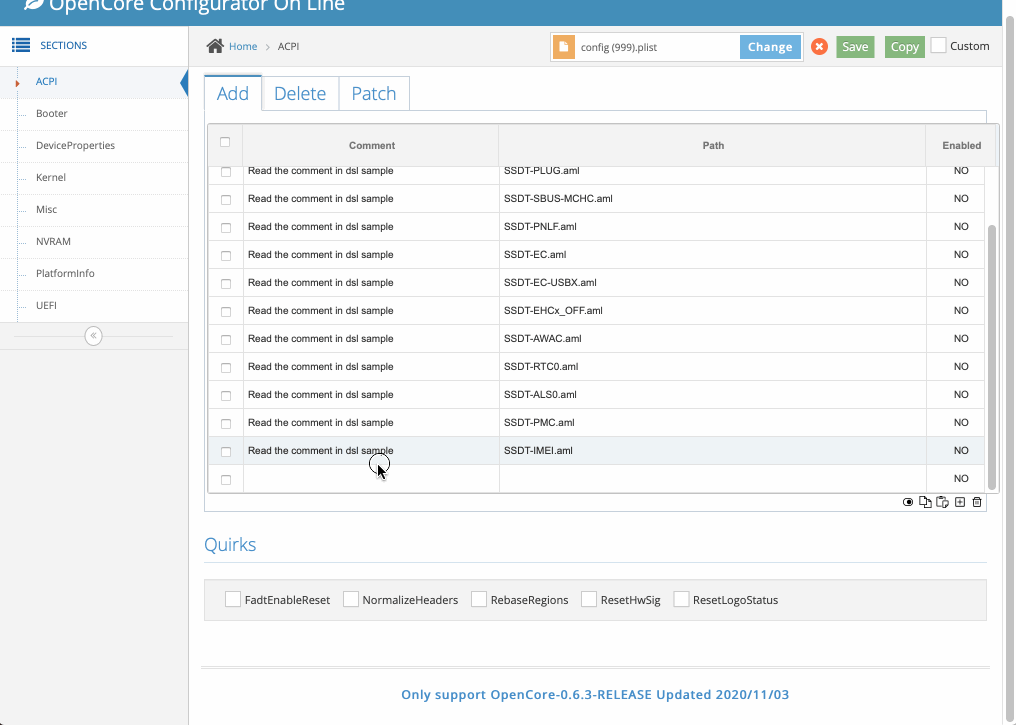 OpenCore Configurator On Line
SECTIONS
ACPI
Booter
DeviceProperties
Kernel
Misc
NVRAM
PlatformInfo
UEFI
«
Home > ACPI
config (999).plist
Change
Save
Copy
Custom
Add Delete Patch
Comment Path Enabled
Read the comment in dsl sample SSDT-PLUG.aml NO
Read the comment in dsl sample SSDT-SBUS-MCHC.aml NO
Read the comment in dsl sample SSDT-PNLF.aml NO
Read the comment in dsl sample SSDT-EC.aml NO
Read the comment in dsl sample SSDT-EC-USBX.aml NO
Read the comment in dsl sample SSDT-EHCx_OFF.aml NO
Read the comment in dsl sample SSDT-AWAC.aml NO
Read the comment in dsl sample SSDT-RTC0.aml NO
Read the comment in dsl sample SSDT-ALS0.aml NO
Read the comment in dsl sample SSDT-PMC.aml NO
Read the comment in dsl sample SSDT-IMEI.aml NO
NO
Quirks
FadtEnableReset NormalizeHeaders RebaseRegions ResetHwSig ResetLogoStatus
Only support OpenCore-0.6.3-RELEASE Updated 2020/11/03